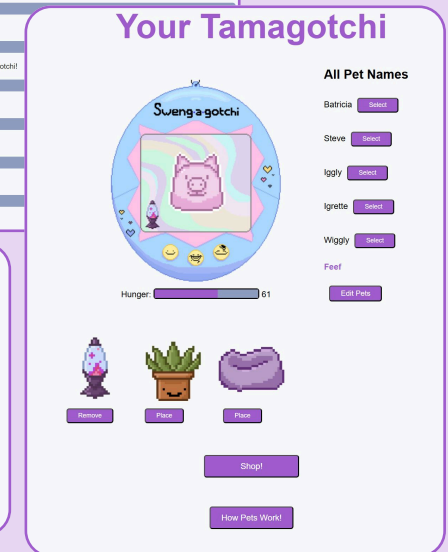 Your Tamagotchi
otchi!
Sweng-a-gotchi
Hunger: 61
Remove
Place
Place
Shop!
How Pets Work!
All Pet Names
Batricia Select
Steve Select
Iggly Select
Igrette Select
Wiggly Select
Feef
Edit Pets